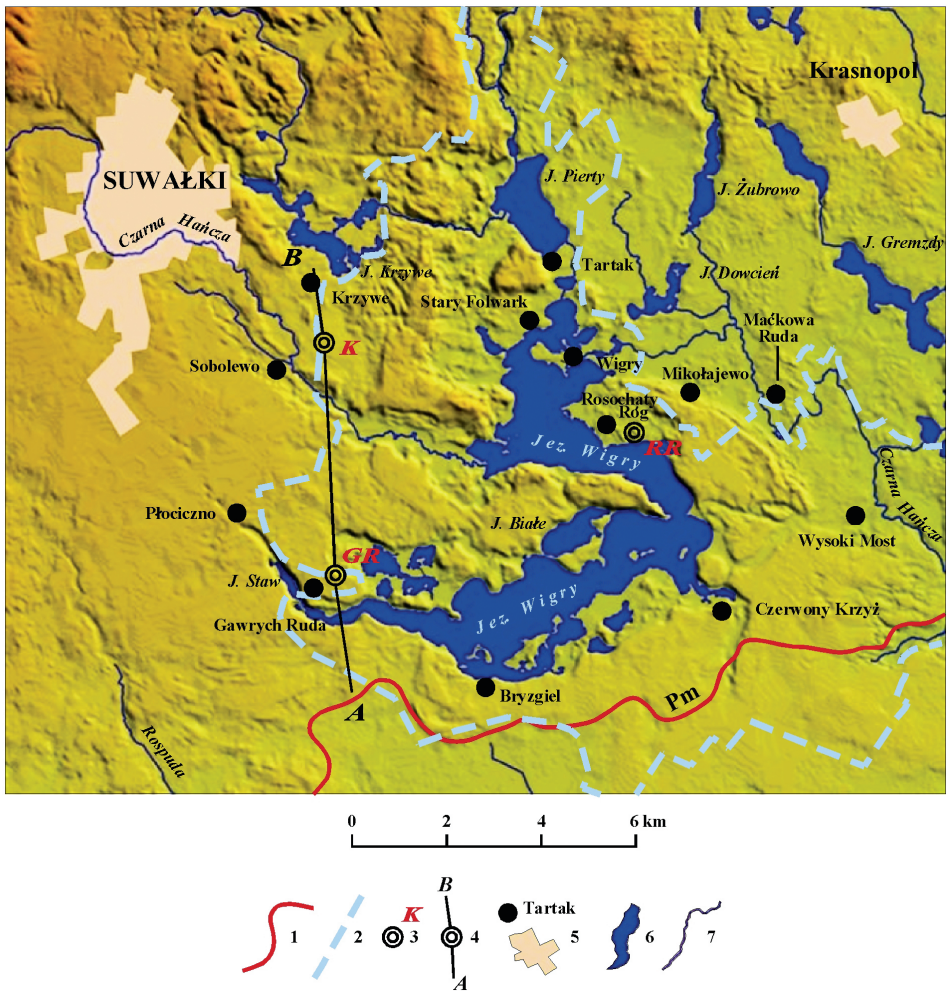 Krasnopol
SUWAŁKI
J. Pierty
J. Żubrowo
Czarna Hańcza
J. Gremzdy
B
J. Krzywe
Tartak
J. Dowcień
Krzywe
Stary Folwark
Maćkowa
Ruda
K
Sobolewo
Wigry
Mikołajewo
Rosochaty
Róg
RR
Jez. Wigry
Czarna Hańcza
Płociczno
J. Białe
Wysoki Most
GR
J. Staw
Jez. Wigry
Gawrych Ruda
Czerwony Krzyż
Bryzgiel
Pm
A
Rospuda
0 2 4 6 km
B
K
Tartak
1 2 3 4 5 6 7
A